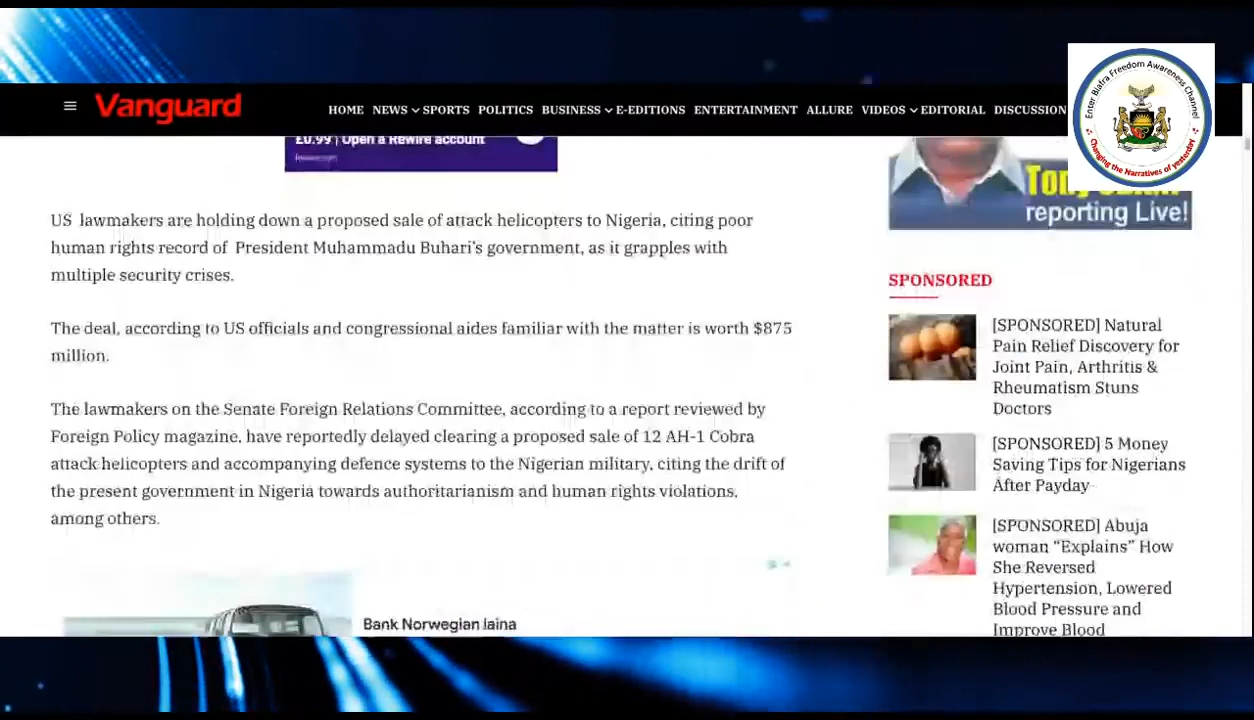 Vanguard
HOME NEWS SPORTS POLITICS BUSINESS E-EDITIONS ENTERTAINMENT ALLURE VIDEOS EDITORIAL DISCUSSION
Enter Biafra Freedom Awareness Channel
Changing the Narratives of yesterday
£0.99 | Open a Rewire account
reporting Live!
US lawmakers are holding down a proposed sale of attack helicopters to Nigeria, citing poor
human rights record of President Muhammadu Buhari's government, as it grapples with
multiple security crises.
The deal, according to US officials and congressional aides familiar with the matter is worth $875
million.
The lawmakers on the Senate Foreign Relations Committee, according to a report reviewed by
Foreign Policy magazine, have reportedly delayed clearing a proposed sale of 12 AH-1 Cobra
attack helicopters and accompanying defence systems to the Nigerian military, citing the drift of
the present government in Nigeria towards authoritarianism and human rights violations,
among others.
Bank Norwegian laina
SPONSORED
[SPONSORED] Natural
Pain Relief Discovery for
Joint Pain, Arthritis &
Rheumatism Stuns
Doctors
[SPONSORED] 5 Money
Saving Tips for Nigerians
After Payday
[SPONSORED] Abuja
woman “Explains” How
She Reversed
Hypertension, Lowered
Blood Pressure and
Improve Blood